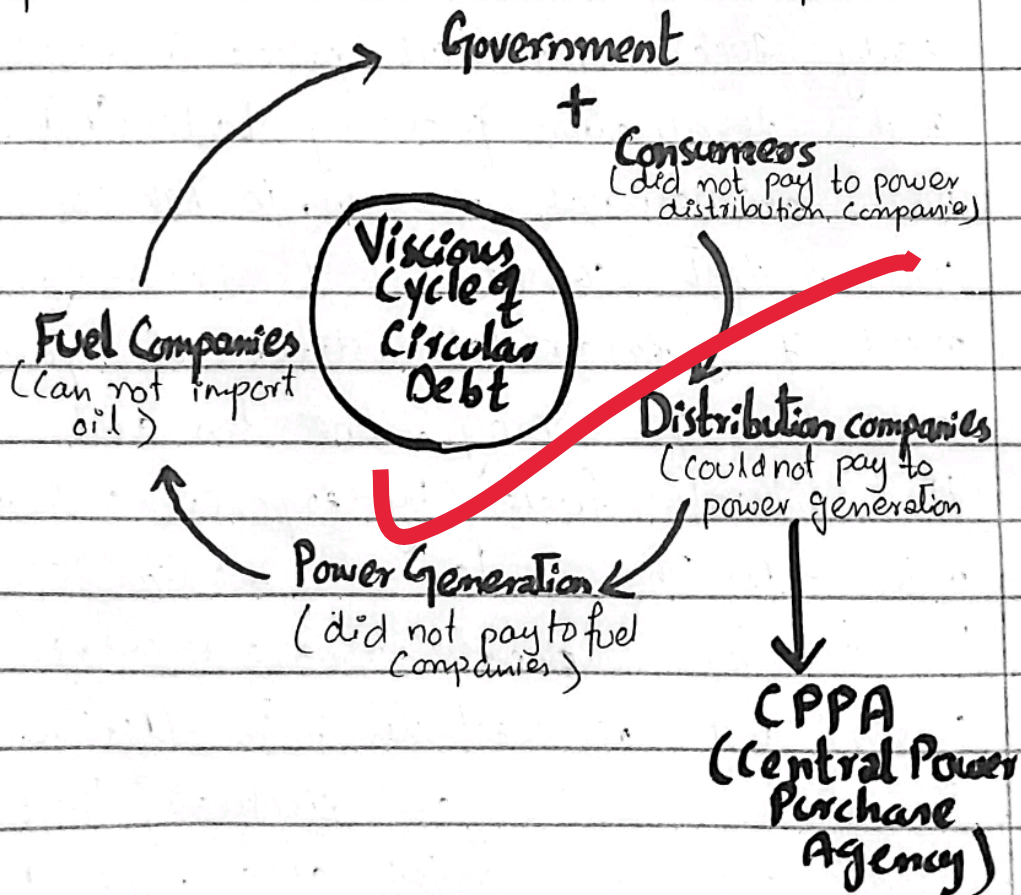 Government
+
Consumers
(did not pay to power
distribution companies)
Viscious
Cycle of
Circular
Debt
Fuel Companies
(Can not import
oil)
Distribution companies
(Could not pay to
power generation
Power Generation
(did not pay to fuel
Companies)
CPPA
(Central Power
Purchase
Agency)